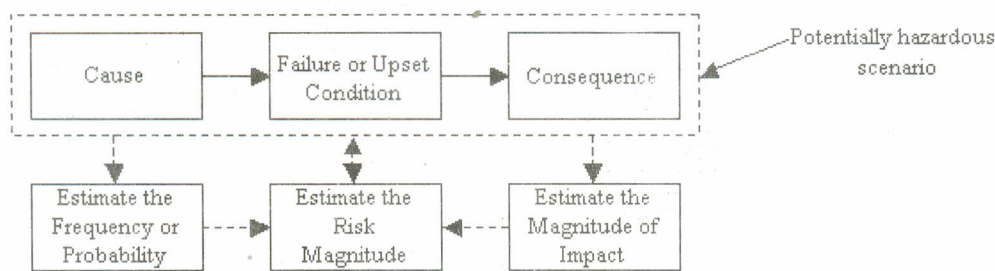 Potentially hazardous
scenario
Cause
Failure or Upset
Condition
Consequence
Estimate the
Frequency or
Probability
Estimate the
Risk
Magnitude
Estimate the
Magnitude of
Impact